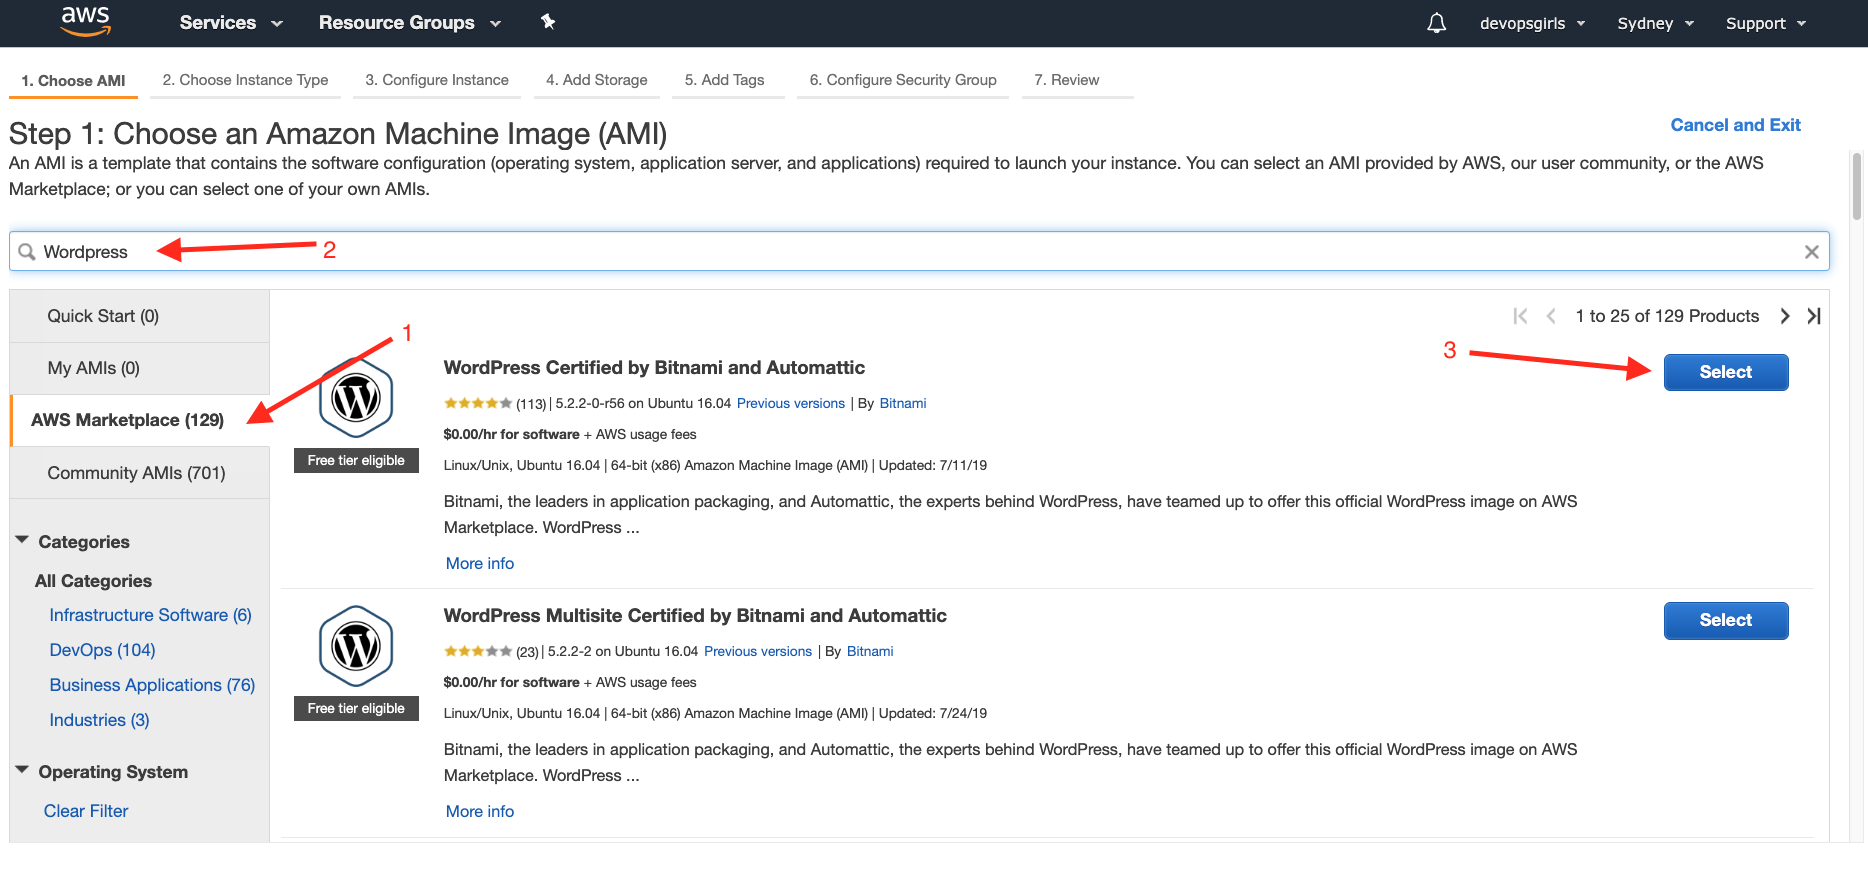 aws Services Resource Groups devopsgirls Sydney Support
1. Choose AMI 2. Choose Instance Type 3. Configure Instance 4. Add Storage 5. Add Tags 6. Configure Security Group 7. Review
Step 1: Choose an Amazon Machine Image (AMI)
Cancel and Exit
An AMI is a template that contains the software configuration (operating system, application server, and applications) required to launch your instance. You can select an AMI provided by AWS, our user community, or the AWS
Marketplace; or you can select one of your own AMIs.
Wordpress
2
Quick Start (0)
My AMIs (0)
AWS Marketplace (129)
Community AMIs (701)
Categories
All Categories
Infrastructure Software (6)
DevOps (104)
Business Applications (76)
Industries (3)
Operating System
Clear Filter
1
1 to 25 of 129 Products
3
WordPress Certified by Bitnami and Automattic
Select
(113) | 5.2.2-0-r56 on Ubuntu 16.04 Previous versions | By Bitnami
$0.00/hr for software + AWS usage fees
Free tier eligible
Linux/Unix, Ubuntu 16.04 | 64-bit (x86) Amazon Machine Image (AMI) | Updated: 7/11/19
Bitnami, the leaders in application packaging, and Automattic, the experts behind WordPress, have teamed up to offer this official WordPress image on AWS
Marketplace. WordPress ...
More info
WordPress Multisite Certified by Bitnami and Automattic
Select
(23) | 5.2.2-2 on Ubuntu 16.04 Previous versions | By Bitnami
$0.00/hr for software + AWS usage fees
Free tier eligible
Linux/Unix, Ubuntu 16.04 | 64-bit (x86) Amazon Machine Image (AMI) | Updated: 7/24/19
Bitnami, the leaders in application packaging, and Automattic, the experts behind WordPress, have teamed up to offer this official WordPress image on AWS
Marketplace. WordPress ...
More info